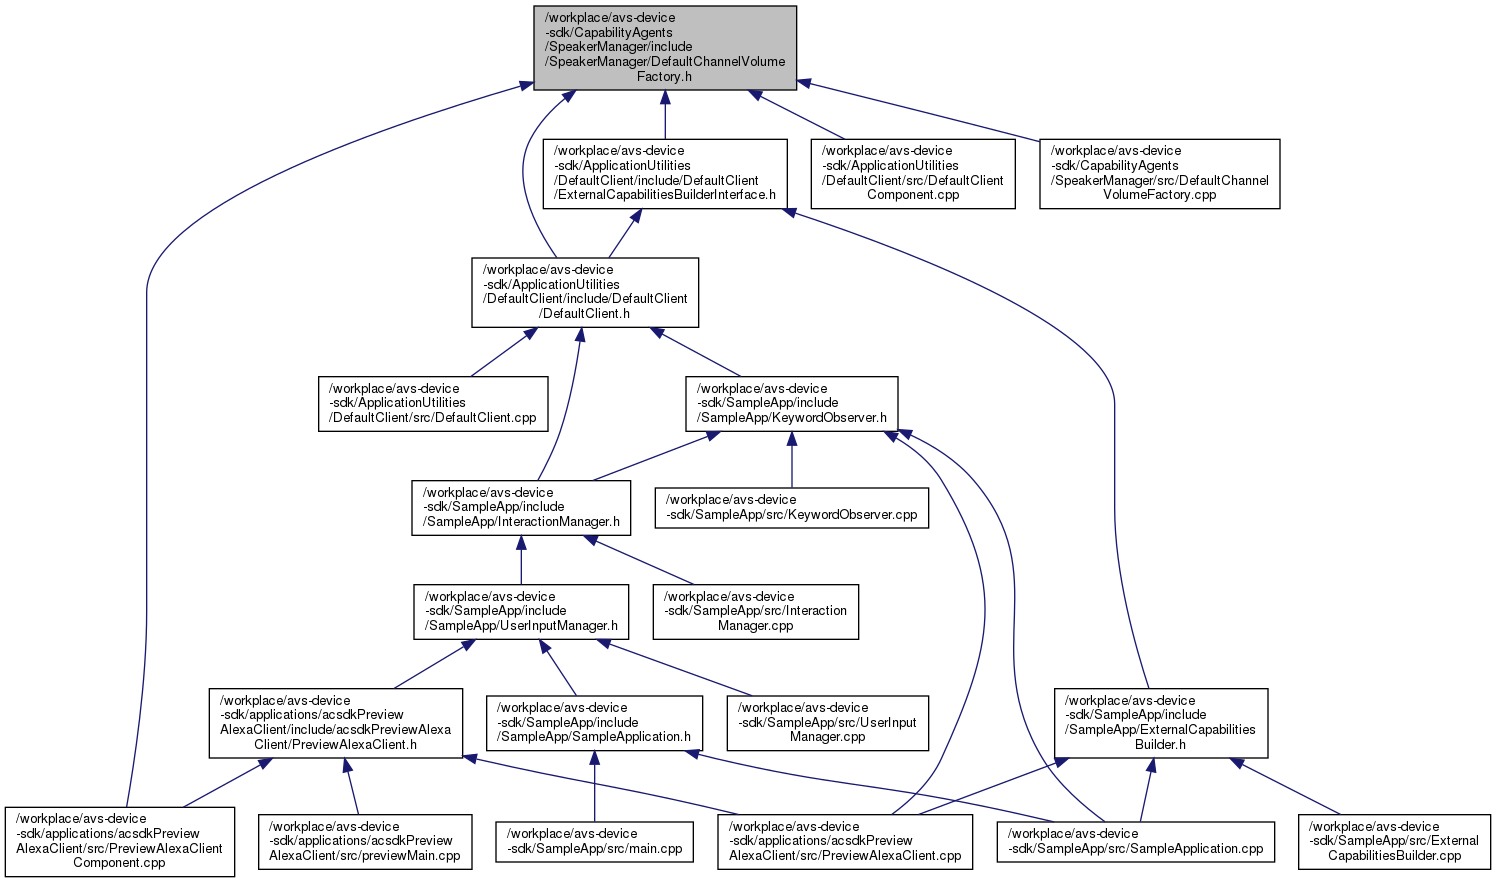 /workplace/avs-device
-sdk/CapabilityAgents
/SpeakerManager/include
/SpeakerManager/DefaultChannelVolume
Factory.h
/workplace/avs-device
-sdk/ApplicationUtilities
/DefaultClient/include/DefaultClient
/ExternalCapabilitiesBuilderInterface.h
/workplace/avs-device
-sdk/ApplicationUtilities
/DefaultClient/src/DefaultClient
Component.cpp
/workplace/avs-device
-sdk/CapabilityAgents
/SpeakerManager/src/DefaultChannel
VolumeFactory.cpp
/workplace/avs-device
-sdk/ApplicationUtilities
/DefaultClient/include/DefaultClient
/DefaultClient.h
/workplace/avs-device
-sdk/ApplicationUtilities
/DefaultClient/src/DefaultClient.cpp
/workplace/avs-device
-sdk/SampleApp/include
/SampleApp/KeywordObserver.h
/workplace/avs-device
-sdk/SampleApp/include
/SampleApp/InteractionManager.h
/workplace/avs-device
-sdk/SampleApp/src/KeywordObserver.cpp
/workplace/avs-device
-sdk/SampleApp/include
/SampleApp/UserInputManager.h
/workplace/avs-device
-sdk/SampleApp/src/Interaction
Manager.cpp
/workplace/avs-device
-sdk/applications/acsdkPreview
AlexaClient/include/acsdkPreviewAlexa
Client/PreviewAlexaClient.h
/workplace/avs-device
-sdk/SampleApp/include
/SampleApp/SampleApplication.h
/workplace/avs-device
-sdk/SampleApp/src/UserInput
Manager.cpp
/workplace/avs-device
-sdk/SampleApp/include
/SampleApp/ExternalCapabilities
Builder.h
/workplace/avs-device
-sdk/applications/acsdkPreview
AlexaClient/src/PreviewAlexaClient
Component.cpp
/workplace/avs-device
-sdk/applications/acsdkPreview
AlexaClient/src/previewMain.cpp
/workplace/avs-device
-sdk/SampleApp/src/main.cpp
/workplace/avs-device
-sdk/applications/acsdkPreview
AlexaClient/src/PreviewAlexaClient.cpp
/workplace/avs-device
-sdk/SampleApp/src/SampleApplication.cpp
/workplace/avs-device
-sdk/SampleApp/src/External
CapabilitiesBuilder.cpp